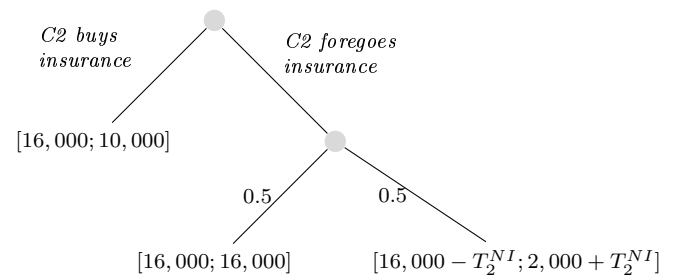 C2 buys
insurance
C2 foregoes
insurance
[16, 000; 10, 000]
0.5
0.5
[16, 000; 16, 000]
[16, 000 − T_2^{NI}; 2, 000 + T_2^{NI}]